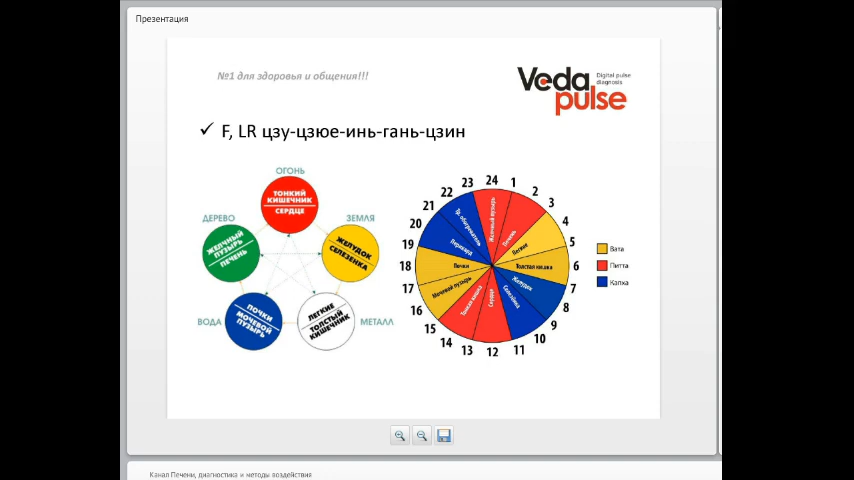 Презентация
№1 для здоровья и общения!!!
Veda
pulse
Digital pulse
diagnosis
F, LR цзу-цзюе-инь-гань-цзин
ОГОНЬ
ТОНКИЙ
КИШЕЧНИК
СЕРДЦЕ
ДЕРЕВО
ЖЕЛЧНЫЙ
ПУЗЫРЬ
ПЕЧЕНЬ
ЗЕМЛЯ
ЖЕЛУДОК
СЕЛЕЗЕНКА
ВОДА
ПОЧКИ
МОЧЕВОЙ
ПУЗЫРЬ
ЛЕГКИЕ
ТОЛСТЫЙ
КИШЕЧНИК
МЕТАЛЛ
24
1
2
3
4
5
6
7
8
9
10
11
12
13
14
15
16
17
18
19
20
21
22
23
Желчный пузырь
Печень
Легкие
Толстая кишка
Желудок
Селезёнка
Сердце
Тонкая кишка
Мочевой пузырь
Почки
Перикард
Тр. обогреватель
Вата
Питта
Капха
Канал Печени, диагностика и методы воздействия